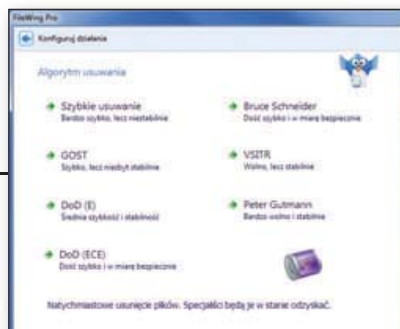 FileWing Pro
Konfiguruj działania
Algorytm usuwania
Szybkie usuwanie
Bardzo szybko, lecz niestabilnie
Bruce Schneider
Dość szybko i w miarę bezpiecznie
GOST
Szybko, lecz niezbyt stabilnie
VSITR
Wolno, lecz stabilnie
DoD (E)
Średnia szybkość i stabilność
Peter Gutmann
Bardzo wolno i stabilnie
DoD (ECE)
Dość szybko i w miarę bezpiecznie
Natychmiastowe usunięcie plików. Specjaliści będą je w stanie odzyskać.